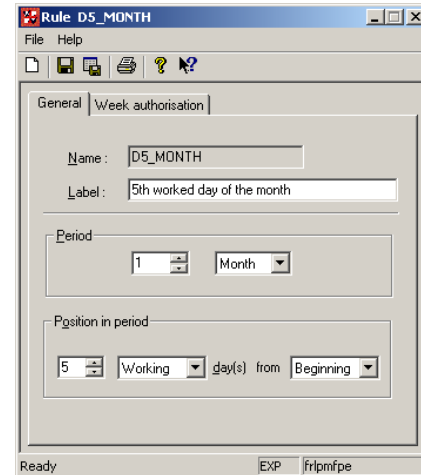 Rule D5_MONTH
File Help
General Week authorisation
Name : D5_MONTH
Label : 5th worked day of the month
Period
1 Month
Position in period
5 Working day(s) from Beginning
Ready EXP frlpmfpe